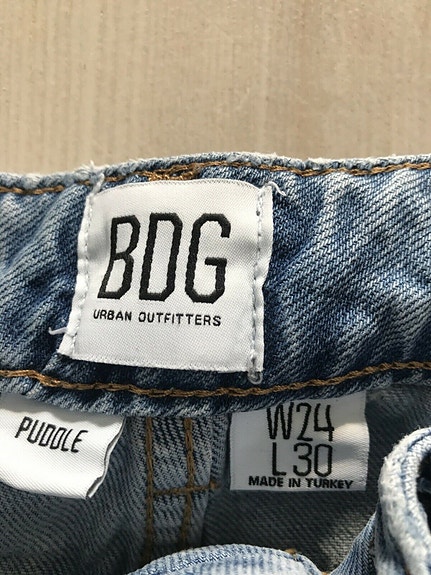 BDG
URBAN OUTFITTERS
PUDDLE
W24
L30
MADE IN TURKEY